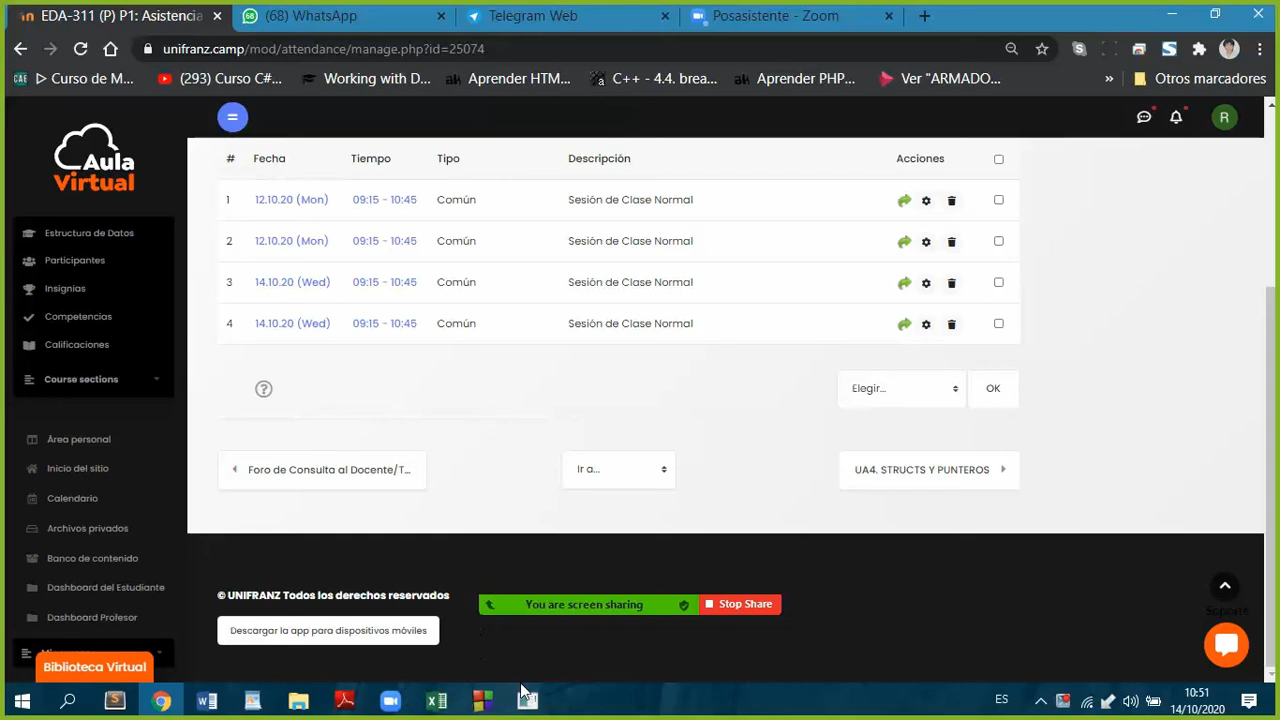 EDA-311 (P) P1: Asistencia
(68) WhatsApp
Telegram Web
Posasistente - Zoom
unifranz.camp/mod/attendance/manage.php?id=25074
Curso de M...
(293) Curso C#...
Working with D...
Aprender HTM...
C++ - 4.4. brea...
Aprender PHP...
Ver "ARMADO...
»
Otros marcadores
Aula
Virtual
R
# Fecha Tiempo Tipo Descripción Acciones
1 12.10.20 (Mon) 09:15 - 10:45 Común Sesión de Clase Normal
2 12.10.20 (Mon) 09:15 - 10:45 Común Sesión de Clase Normal
3 14.10.20 (Wed) 09:15 - 10:45 Común Sesión de Clase Normal
4 14.10.20 (Wed) 09:15 - 10:45 Común Sesión de Clase Normal
Estructura de Datos
Participantes
Insignias
Competencias
Calificaciones
Course sections
Área personal
Inicio del sitio
Calendario
Archivos privados
Banco de contenido
Dashboard del Estudiante
Dashboard Profesor
Biblioteca Virtual
?
Elegir...
OK
Foro de Consulta al Docente/T...
Ir a...
UA4. STRUCTS Y PUNTEROS
© UNIFRANZ Todos los derechos reservados
Descargar la app para dispositivos móviles
You are screen sharing
Stop Share
Soporte
ES
10:51
14/10/2020